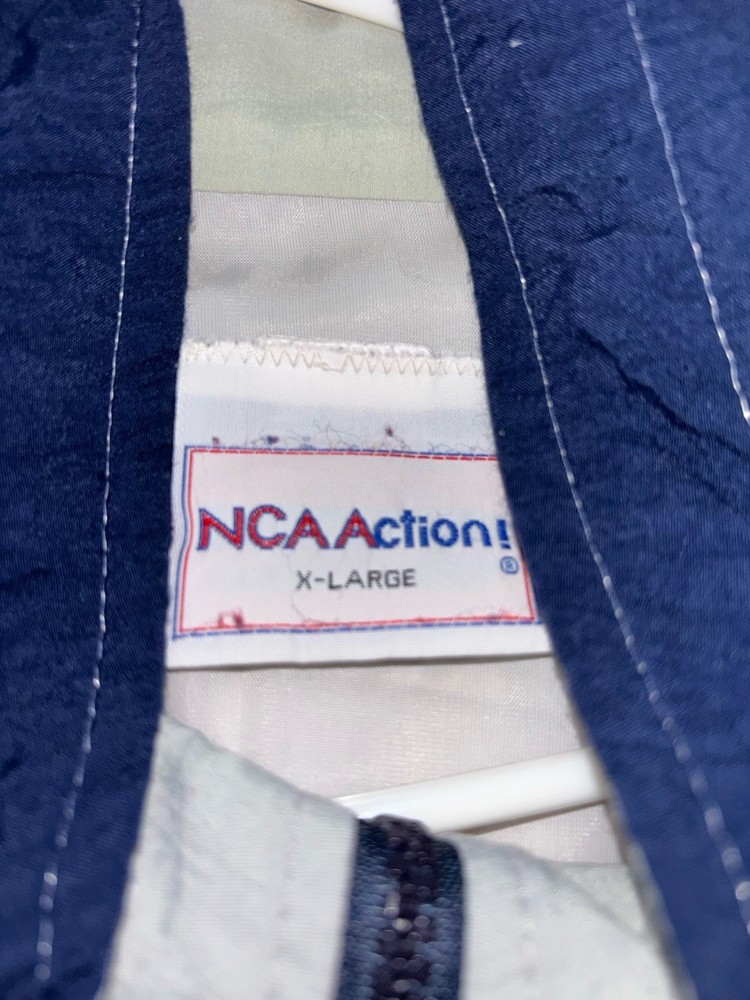 NCAAction!
®
X-LARGE